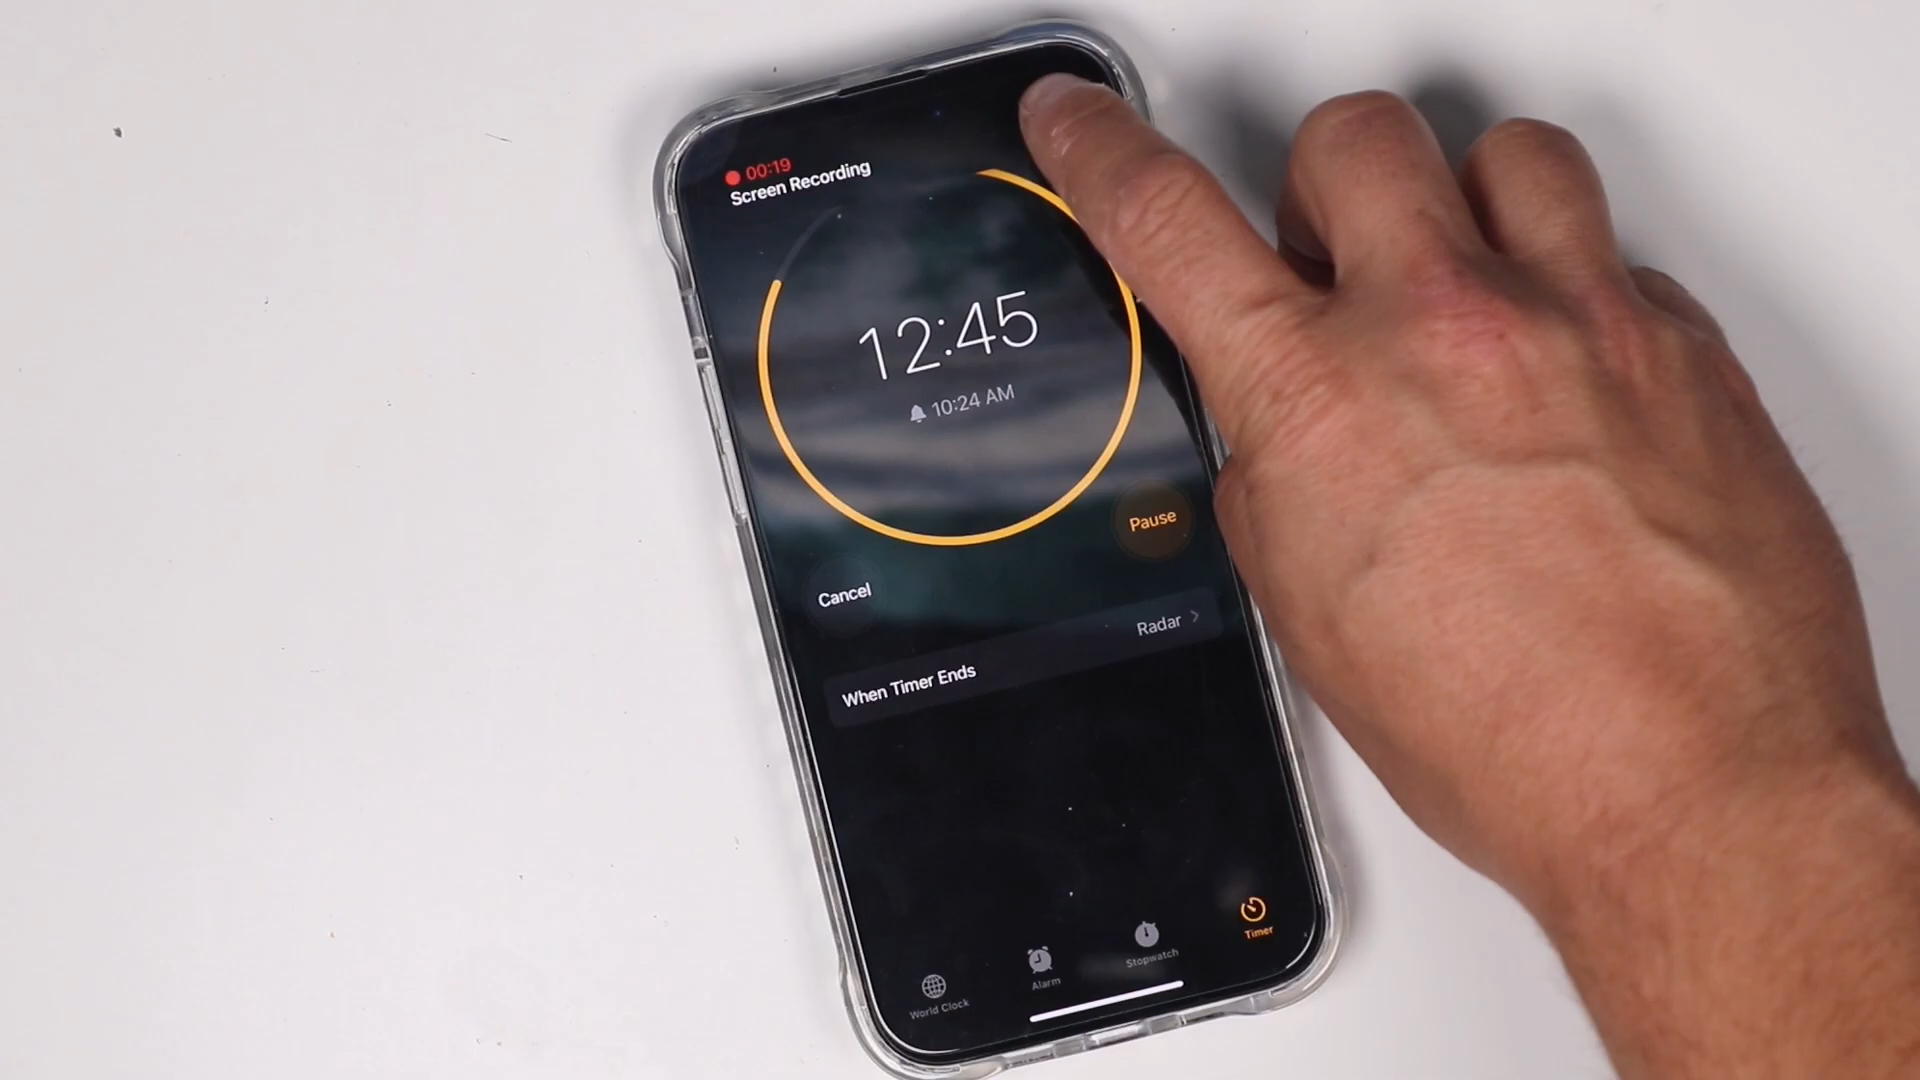 00:19
Screen Recording
12:45
10:24 AM
Pause
Cancel
Radar
When Timer Ends
World Clock
Alarm
Stopwatch
Timer